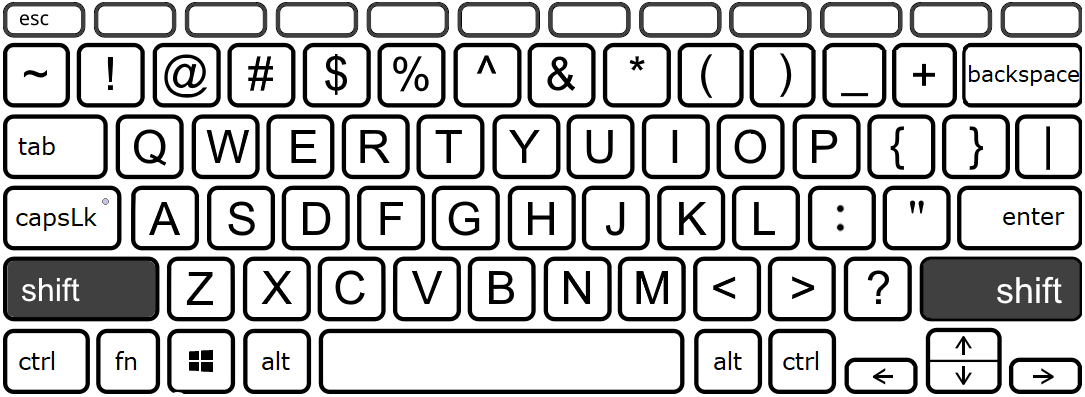 esc
~ ! @ # $ % ^ & * ( ) _ + backspace
tab Q W E R T Y U I O P { } |
capsLk A S D F G H J K L : " enter
shift Z X C V B N M < > ? shift
ctrl fn alt alt ctrl ← ↑ ↓ →